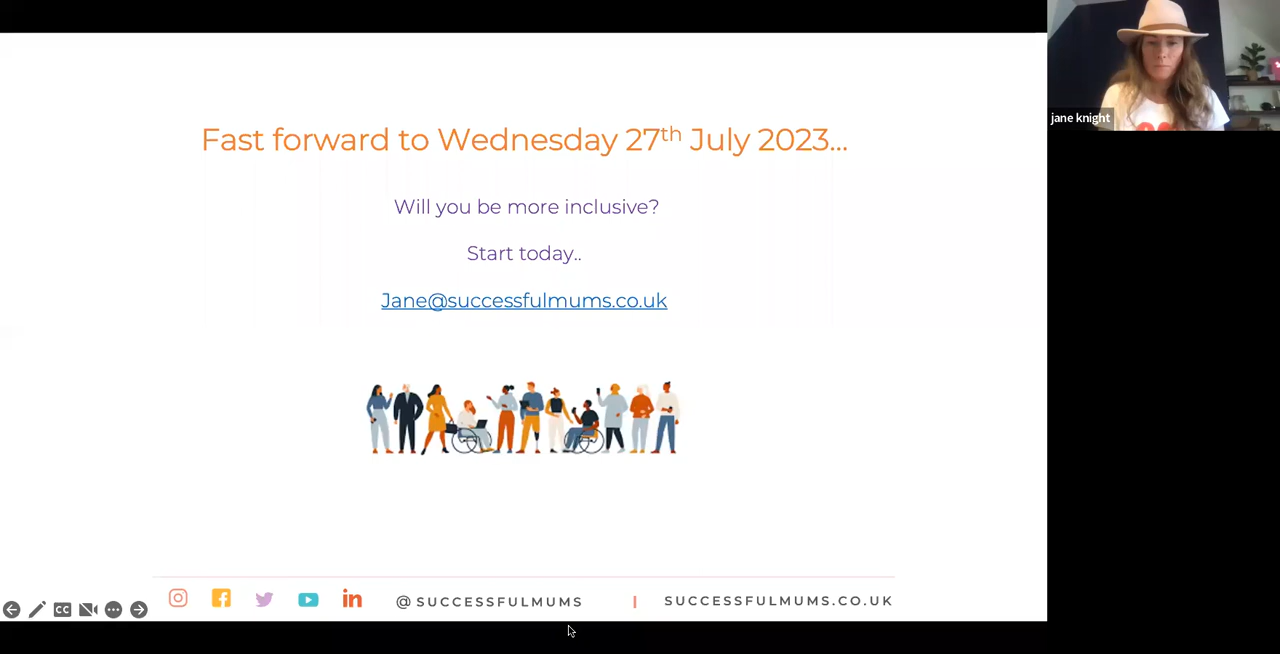 Fast forward to Wednesday 27th July 2023...
Will you be more inclusive?
Start today..
Jane@successfulmums.co.uk
@SUCCESSFULMUMS | SUCCESSFULMUMS.CO.UK
CC
jane knight